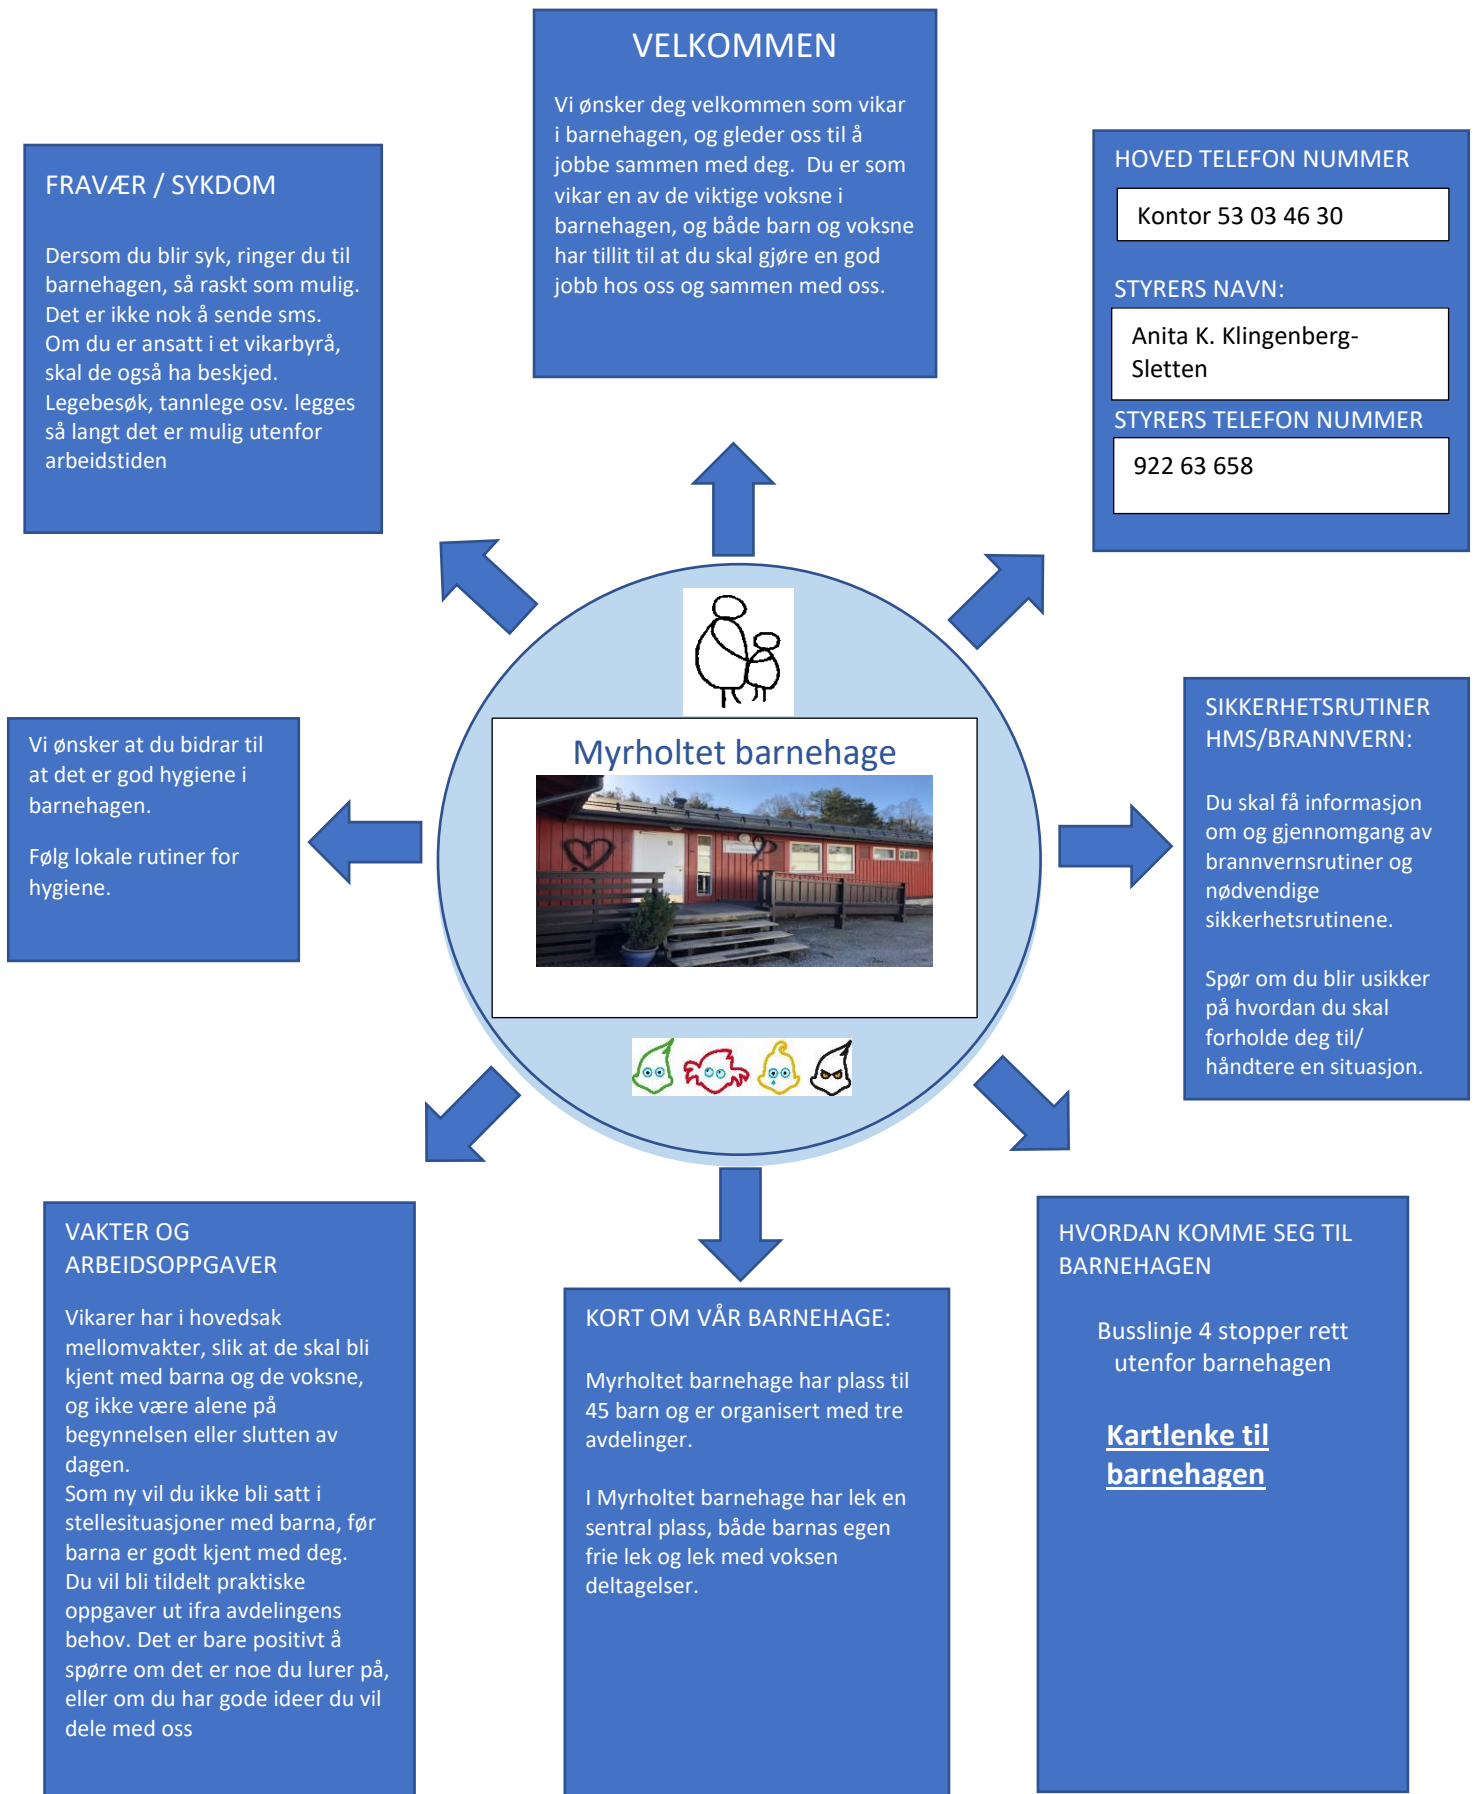 VELKOMMEN
Vi ønsker deg velkommen som vikar
i barnehagen, og gleder oss til å
jobbe sammen med deg.  Du er som
vikar en av de viktige voksne i
barnehagen, og både barn og voksne
har tillit til at du skal gjøre en god
jobb hos oss og sammen med oss.
FRAVÆR / SYKDOM
Dersom du blir syk, ringer du til
barnehagen, så raskt som mulig.
Det er ikke nok å sende sms.
Om du er ansatt i et vikarbyrå,
skal de også ha beskjed.
Legebesøk, tannlege osv. legges
så langt det er mulig utenfor
arbeidstiden
HOVED TELEFON NUMMER
Kontor 53 03 46 30
STYRERS NAVN:
Anita K. Klingenberg-
Sletten
STYRERS TELEFON NUMMER
922 63 658
Vi ønsker at du bidrar til
at det er god hygiene i
barnehagen.
Følg lokale rutiner for
hygiene.
Myrholtet barnehage
SIKKERHETSRUTINER
HMS/BRANNVERN:
Du skal få informasjon
om og gjennomgang av
brannvernsrutiner og
nødvendige
sikkerhetsrutinene.
Spør om du blir usikker
på hvordan du skal
forholde deg til/
håndtere en situasjon.
VAKTER OG
ARBEIDSOPPGAVER
Vikarer har i hovedsak
mellomvakter, slik at de skal bli
kjent med barna og de voksne,
og ikke være alene på
begynnelsen eller slutten av
dagen.
Som ny vil du ikke bli satt i
stellesituasjoner med barna, før
barna er godt kjent med deg.
Du vil bli tildelt praktiske
oppgaver ut ifra avdelingens
behov. Det er bare positivt å
spørre om det er noe du lurer på,
eller om du har gode ideer du vil
dele med oss
KORT OM VÅR BARNEHAGE:
Myrholtet barnehage har plass til
45 barn og er organisert med tre
avdelinger.
I Myrholtet barnehage har lek en
sentral plass, både barnas egen
frie lek og lek med voksen
deltagelser.
HVORDAN KOMME SEG TIL
BARNEHAGEN
Busslinje 4 stopper rett
utenfor barnehagen
Kartlenke til
barnehagen